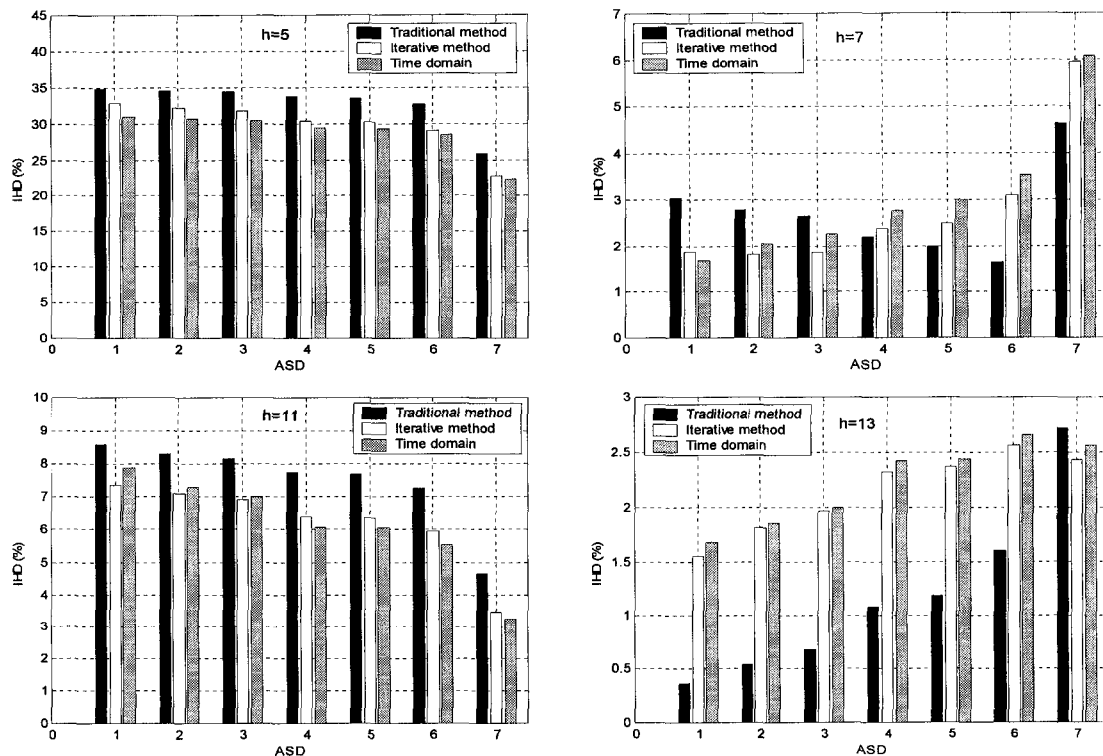 45
40
35
30
25
20
15
10
5
0
IHD (%)
h=5
Traditional method
Iterative method
Time domain
0 1 2 3 4 5 6 7
ASD
7
6
5
4
3
2
1
0
IHD (%)
Traditional method
Iterative method
Time domain
h=7
0 1 2 3 4 5 6 7
ASD
10
9
8
7
6
5
4
3
2
1
0
IHD (%)
h=11
Traditional method
Iterative method
Time domain
0 1 2 3 4 5 6 7
ASD
3
2.5
2
1.5
1
0.5
0
IHD (%)
Traditional method
Iterative method
Time domain
h=13
0 1 2 3 4 5 6 7
ASD